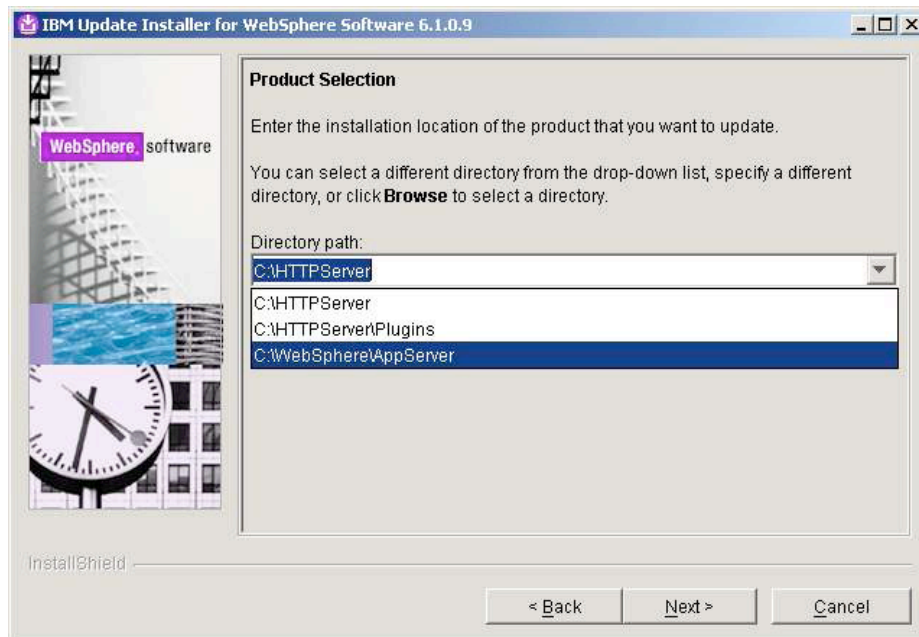 IBM Update Installer for WebSphere Software 6.1.0.9
WebSphere. software
Product Selection
Enter the installation location of the product that you want to update.
You can select a different directory from the drop-down list, specify a different
directory, or click Browse to select a directory.
Directory path:
C:\HTTPServer
C:\HTTPServer
C:\HTTPServer\Plugins
C:\WebSphere\AppServer
InstallShield
< Back
Next >
Cancel